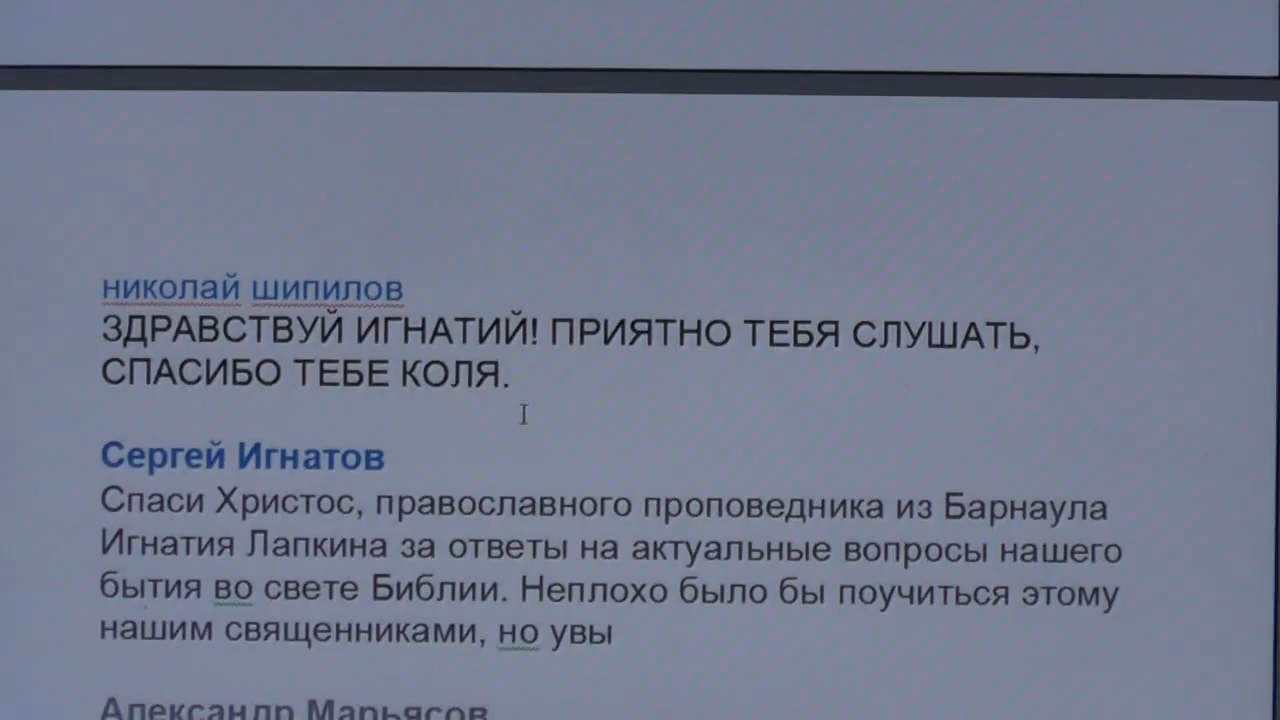 николай шипилов
ЗДРАВСТВУЙ ИГНАТИЙ! ПРИЯТНО ТЕБЯ СЛУШАТЬ,
СПАСИБО ТЕБЕ КОЛЯ.
Сергей Игнатов
Спаси Христос, православного проповедника из Барнаула
Игнатия Лапкина за ответы на актуальные вопросы нашего
бытия во свете Библии. Неплохо было бы поучиться этому
нашим священниками, но увы
Александр Марьясов